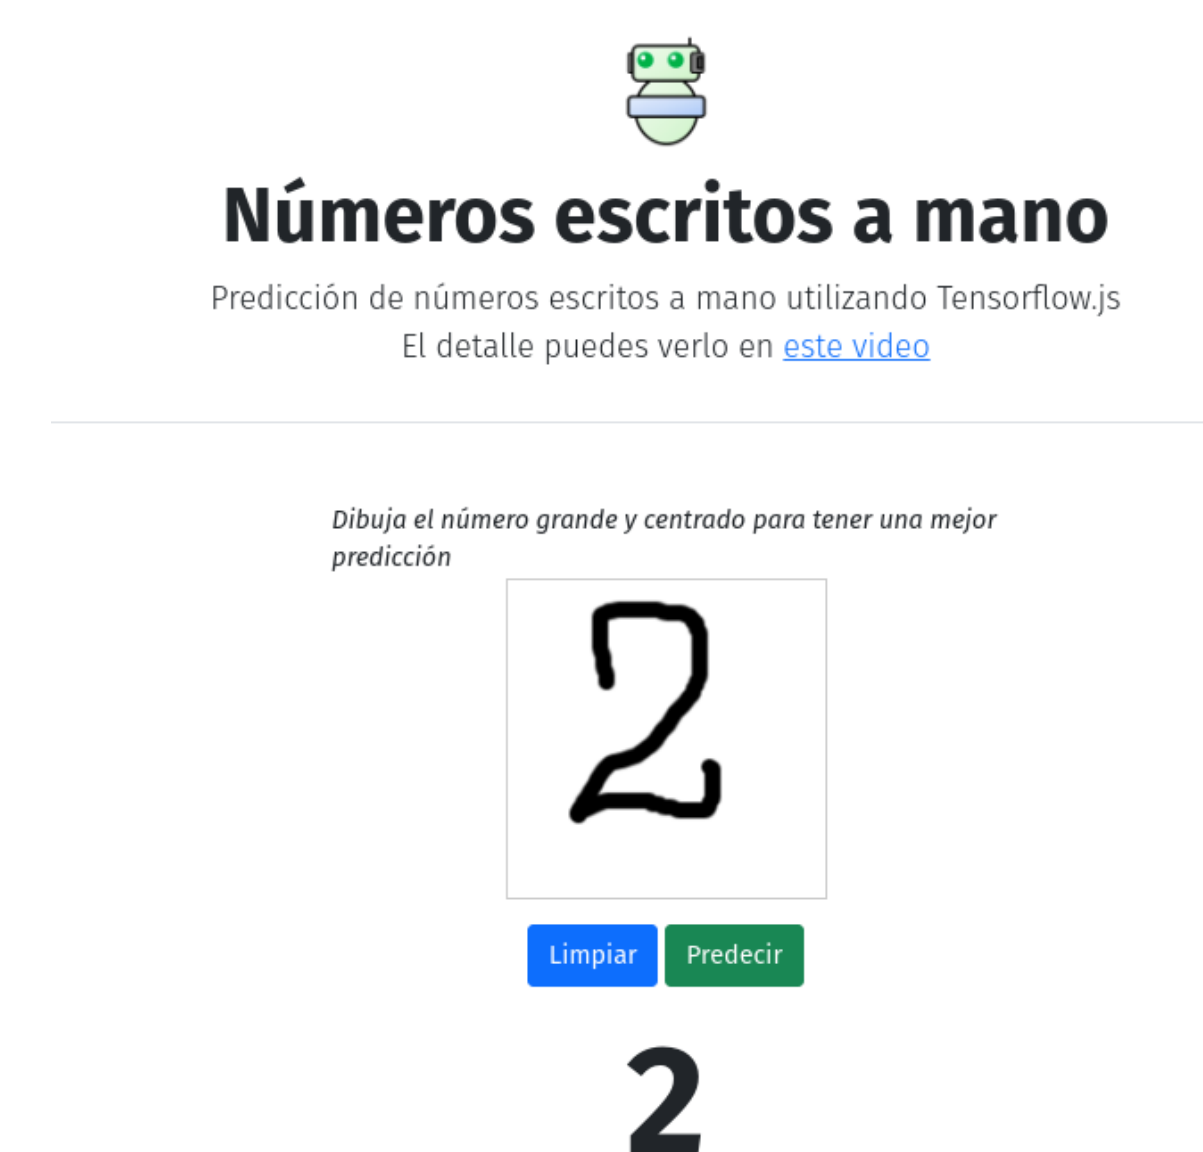 Números escritos a mano
Predicción de números escritos a mano utilizando Tensorflow.js
El detalle puedes verlo en este video
Dibuja el número grande y centrado para tener una mejor
predicción
2
Limpiar Predecir
2